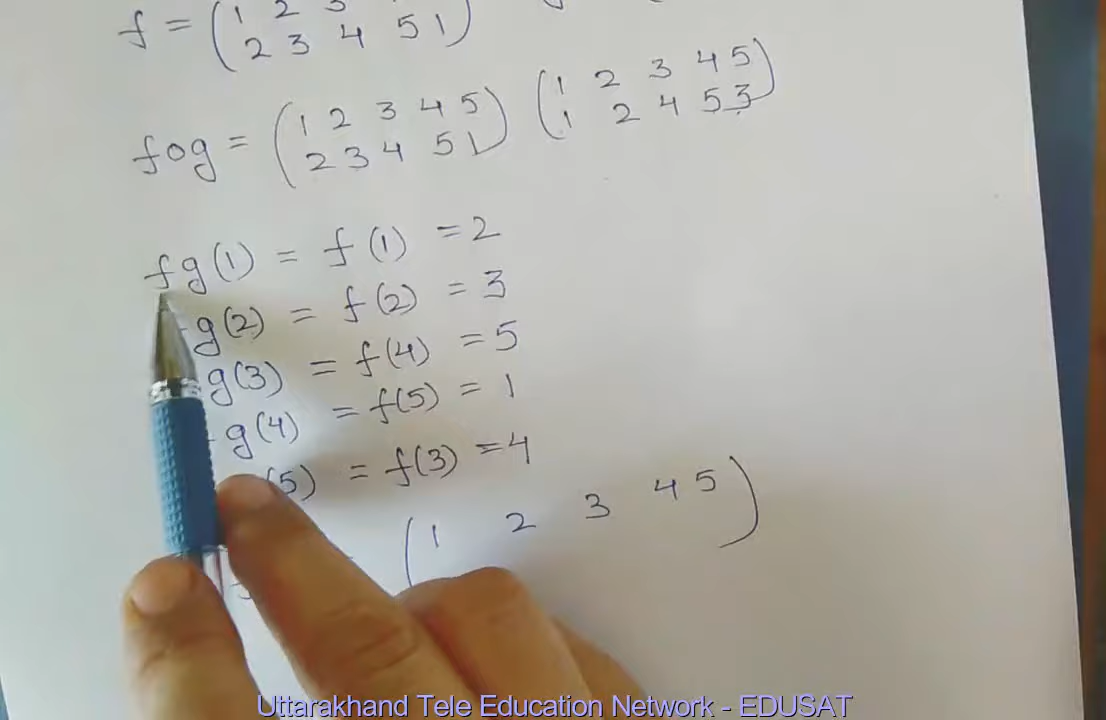 f = ( 1 2 3
2 3 4 5 1 )
fog = ( 1 2 3 4 5 ) ( 1 2 3 4 5 )
( 2 3 4 5 1 ) ( 1 2 4 5 3 )
fg(1) = f(1) = 2
g(2) = f(2) = 3
g(3) = f(4) = 5
g(4) = f(5) = 1
(5) = f(3) = 4
( 1 2 3 4 5 )
Uttarakhand Tele Education Network - EDUSAT